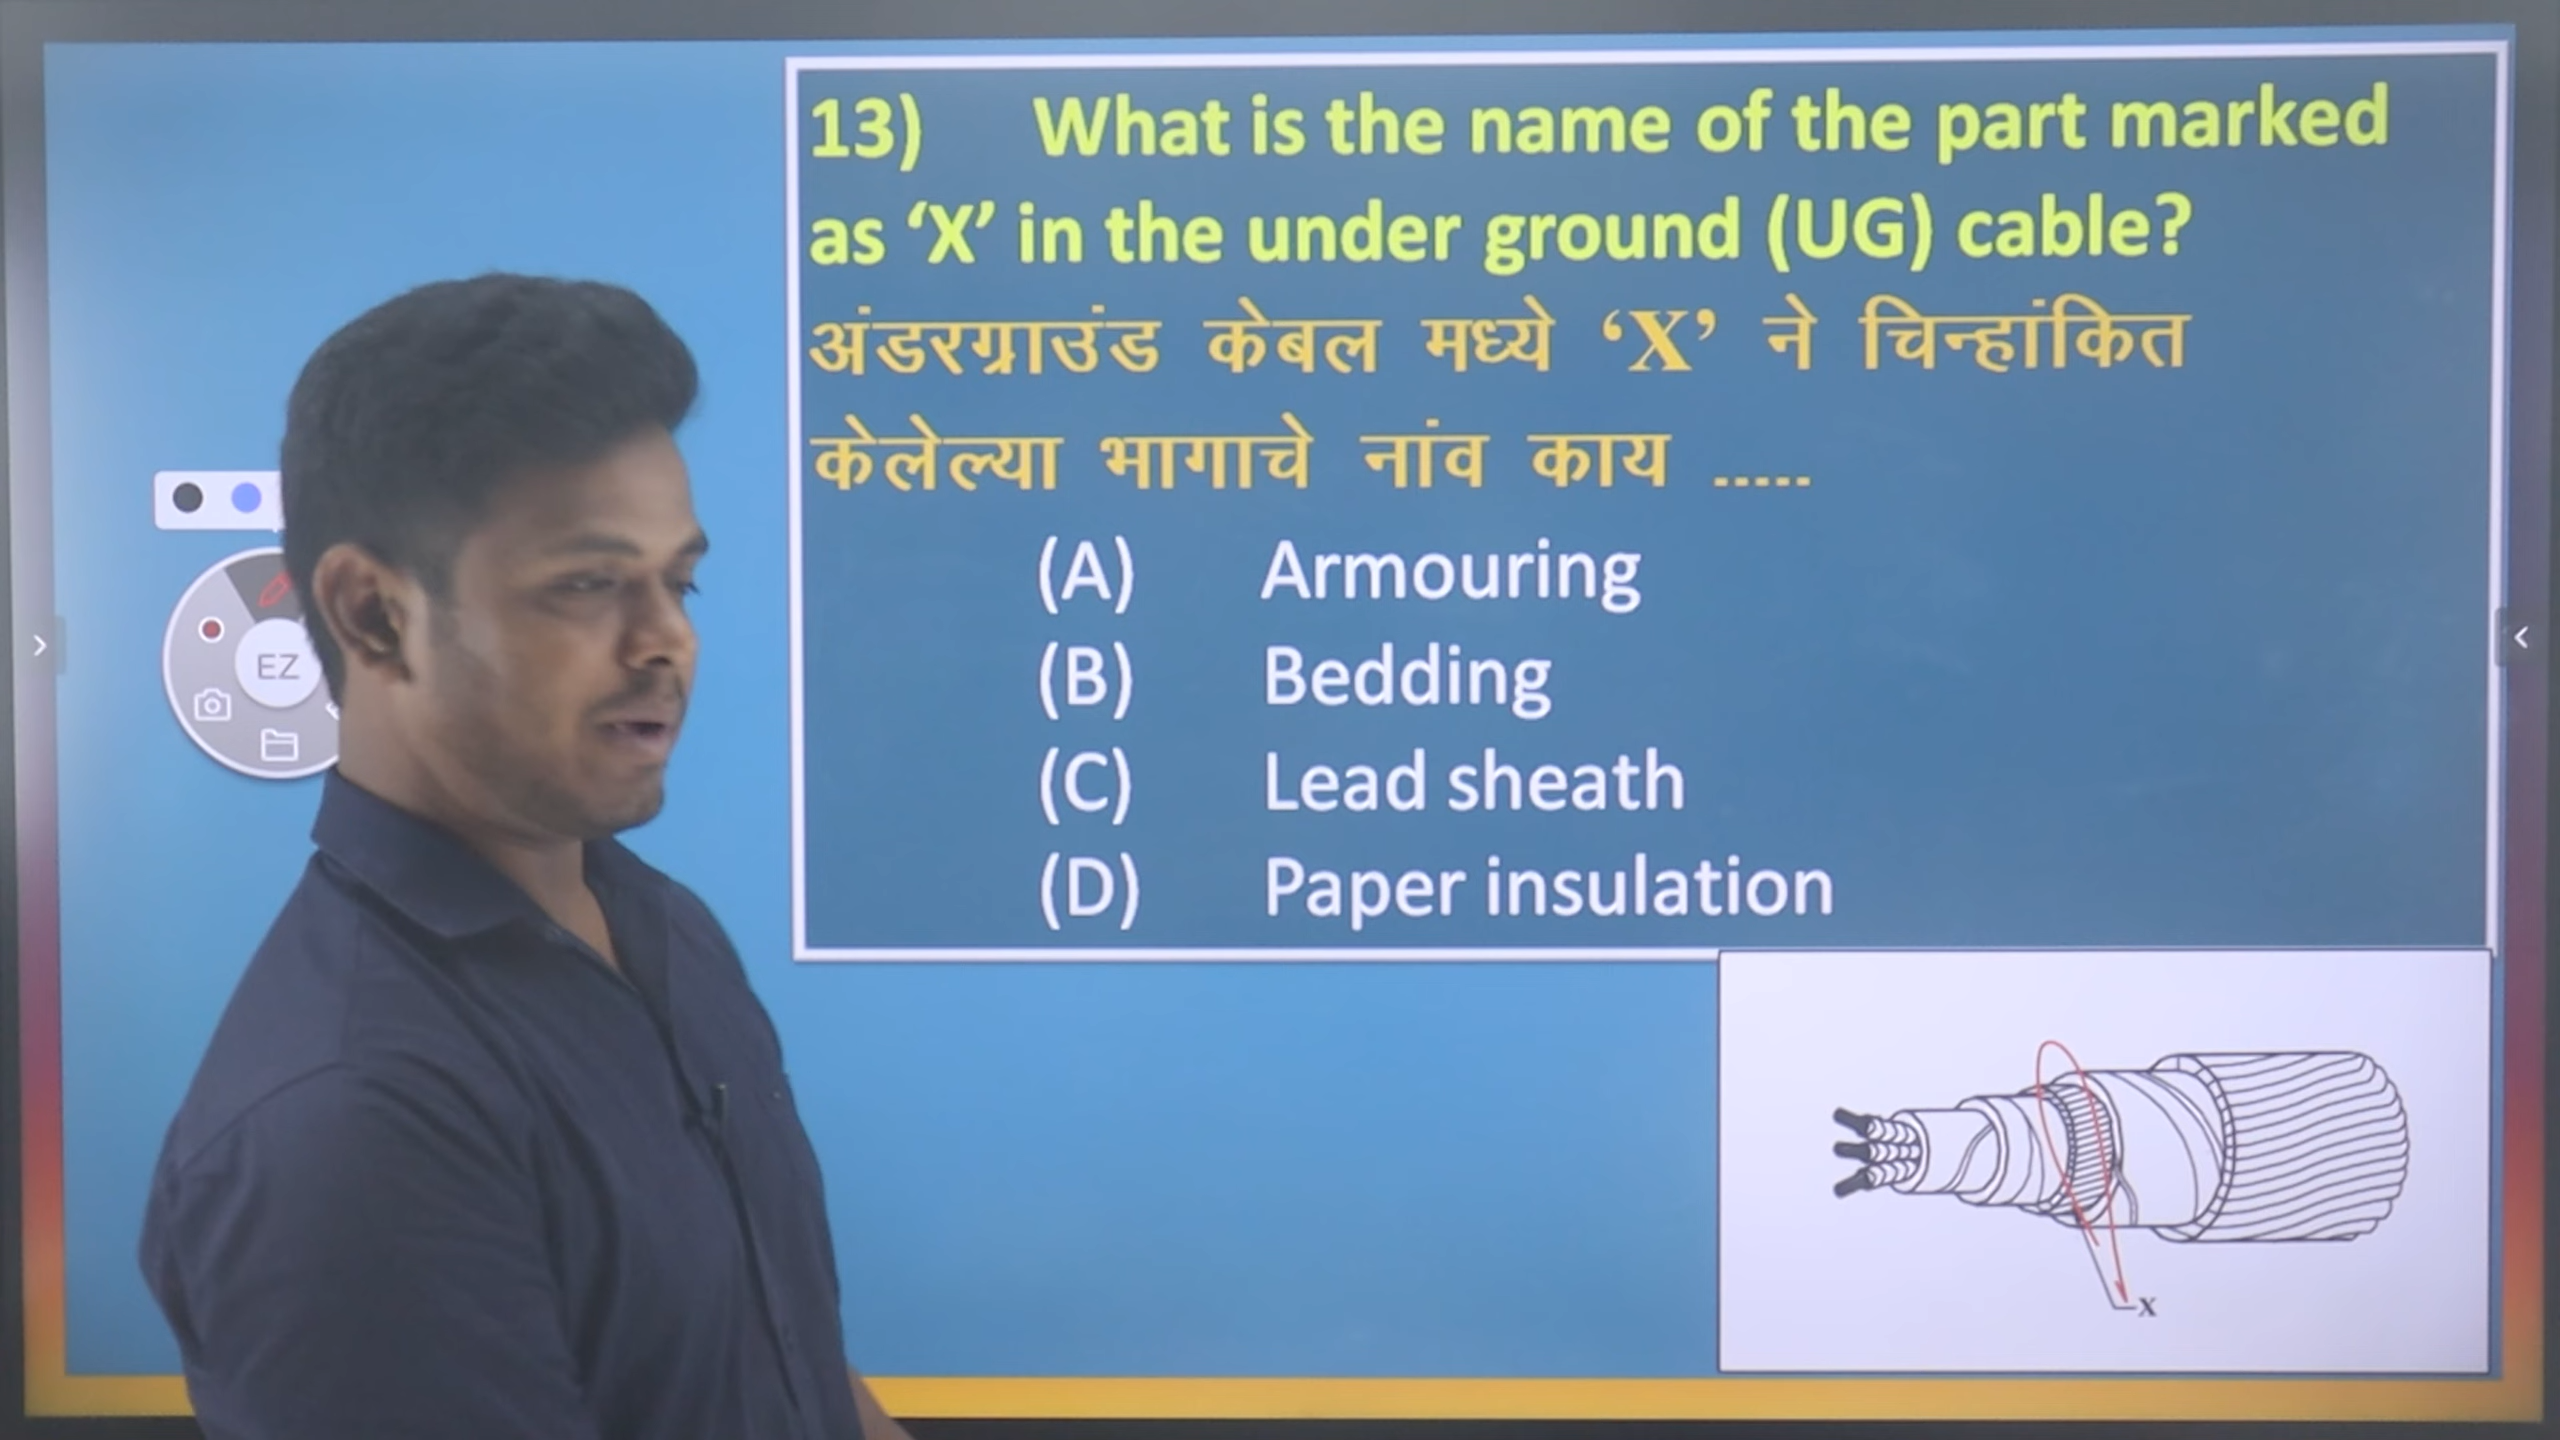 13) What is the name of the part marked
as ‘X’ in the under ground (UG) cable?
अंडरग्राउंड केबल मध्ये ‘X’ ने चिन्हांकित
केलेल्या भागाचे नांव काय .....
(A) Armouring
(B) Bedding
(C) Lead sheath
(D) Paper insulation
EZ
X